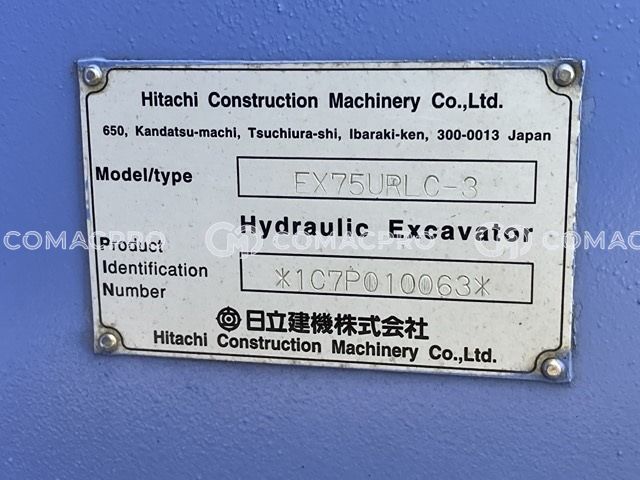 Hitachi Construction Machinery Co.,Ltd.
650, Kandatsu-machi, Tsuchiura-shi, Ibaraki-ken, 300-0013 Japan
Model/type EX75URLC-3
Hydraulic Excavator
Product
Identification
Number
*1C7P010063*
日立建機株式会社
Hitachi Construction Machinery Co.,Ltd.
COMACPRO COMACPRO COMACPRO